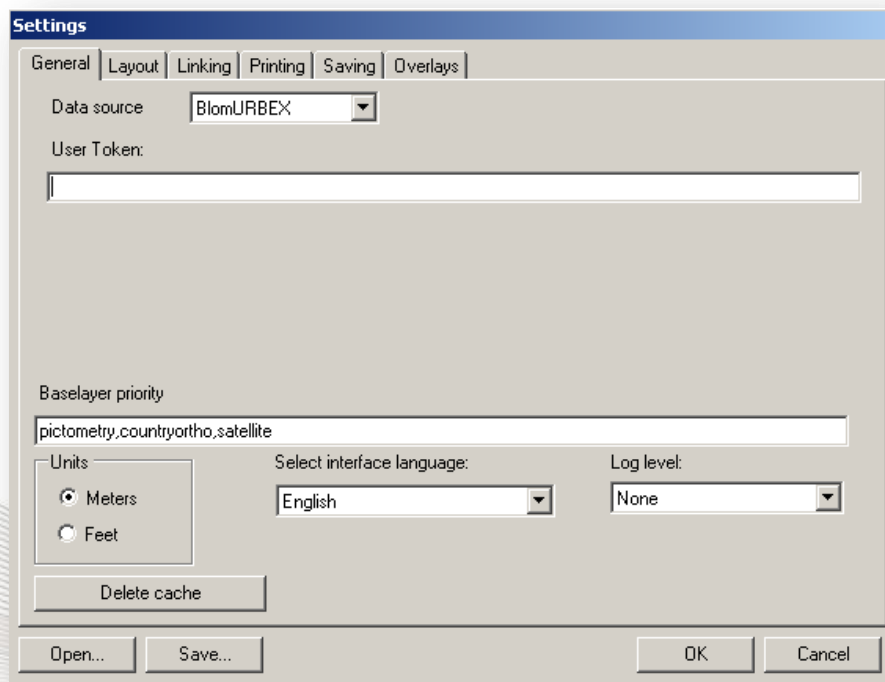 Settings
General Layout Linking Printing Saving Overlays
Data source BlomURBEX
User Token:
Baselayer priority
pictometry,countryortho,satellite
Units Select interface language: Log level:
Meters English None
Feet
Delete cache
Open... Save... OK Cancel